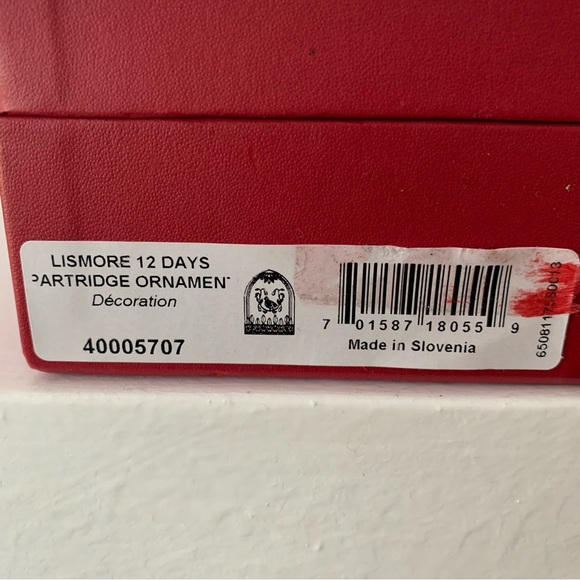 LISMORE 12 DAYS
PARTRIDGE ORNAMENT
Décoration
40005707
7 01587 18055 9
Made in Slovenia